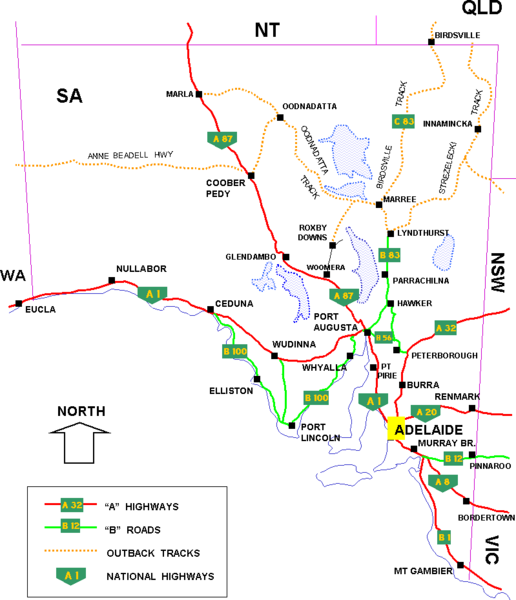 QLD
NT
BIRDSVILLE
SA
MARLA
OODNADATTA
TRACK
C 83
TRACK
INNAMINCKA
A 87
ANNE BEADELL HWY
OODNADATTA
TRACK
BIRDSVILLE
STREZELECKI
COOBER
PEDY
MARREE
ROXBY
DOWNS
LYNDTHURST
GLENDAMBO
WOOMERA
B 83
WA
NULLABOR
PARRACHILNA
NSW
A 1
A 87
EUCLA
CEDUNA
PORT
AUGUSTA
HAWKER
A 32
B 56
B 100
WUDINNA
WHYALLA
PETERBOROUGH
PT
PIRIE
ELLISTON
B 100
BURRA
A 1
RENMARK
A 20
NORTH
PORT
LINCOLN
ADELAIDE
MURRAY BR.
B 12
PINNAROO
A 8
BORDERTOWN
B 1
VIC
MT GAMBIER
A 32
"A" HIGHWAYS
B 12
"B" ROADS
OUTBACK TRACKS
A 1
NATIONAL HIGHWAYS